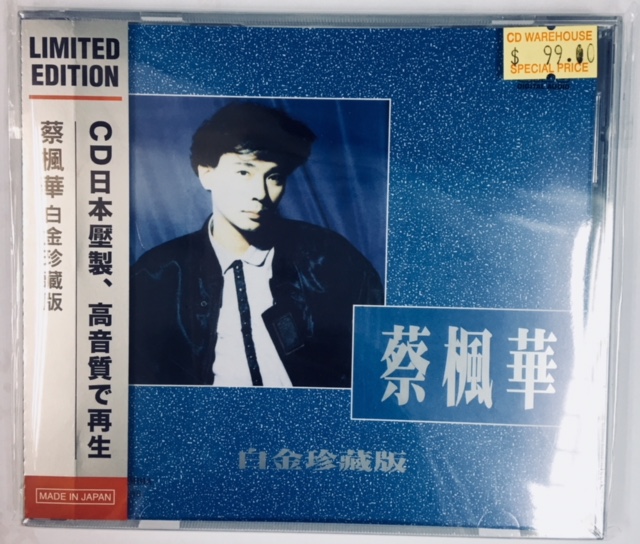 LIMITED
EDITION
CD日本壓製、高音質で再生
蔡楓華 白金珍藏版
MADE IN JAPAN
CD WAREHOUSE
$ 99.00
SPECIAL PRICE
DIGITAL AUDIO
蔡楓華
白金珍藏版